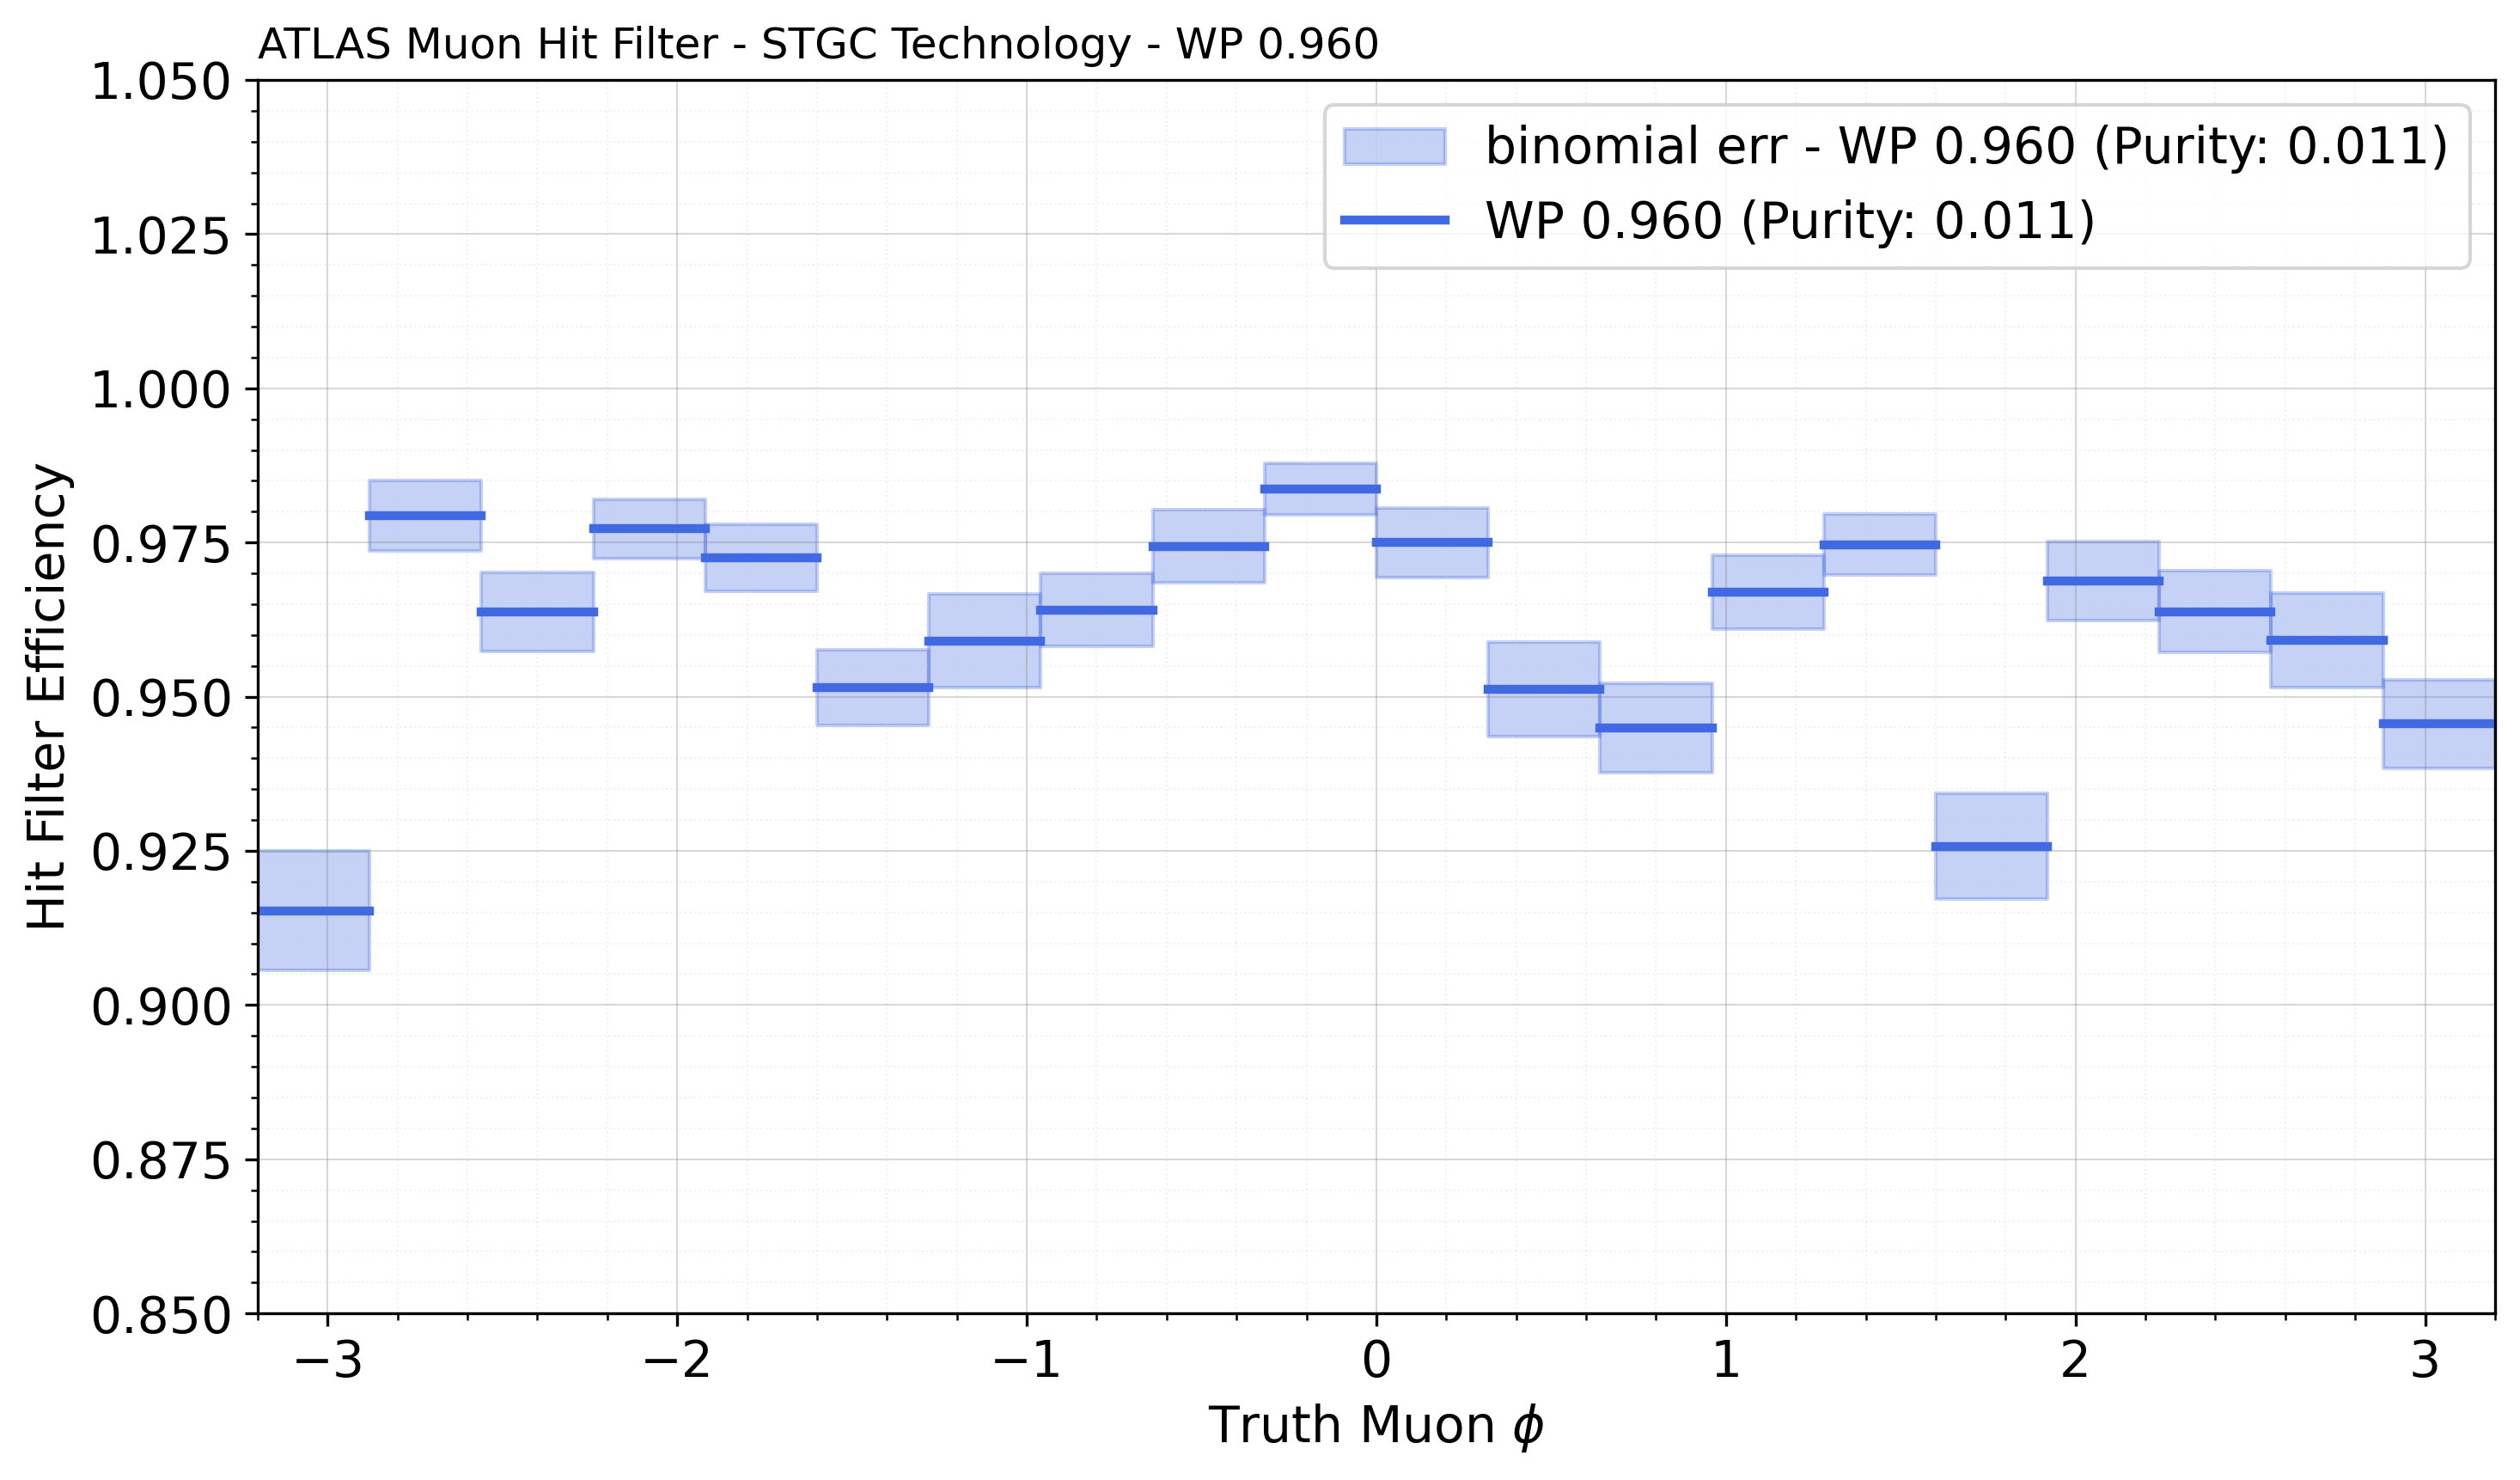 ATLAS Muon Hit Filter - STGC Technology - WP 0.960
binomial err - WP 0.960 (Purity: 0.011)
WP 0.960 (Purity: 0.011)
Hit Filter Efficiency
1.050
1.025
1.000
0.975
0.950
0.925
0.900
0.875
0.850
−3 −2 −1 0 1 2 3
Truth Muon ϕ